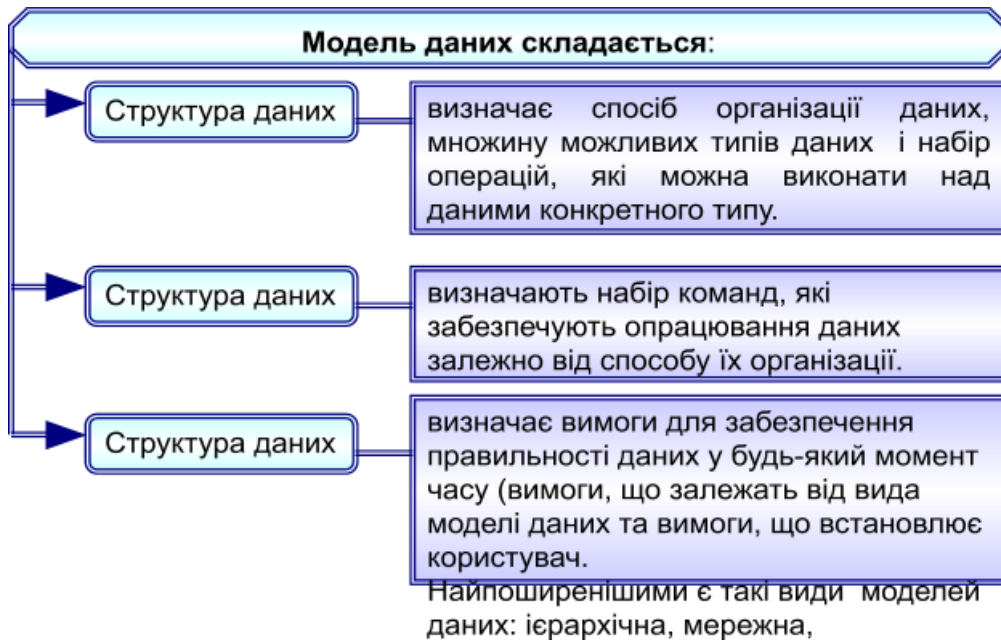 Модель даних складається:
Структура даних
визначає спосіб організації даних,
множину можливих типів даних і набір
операцій, які можна виконати над
даними конкретного типу.
Структура даних
визначають набір команд, які
забезпечують опрацювання даних
залежно від способу їх організації.
Структура даних
визначає вимоги для забезпечення
правильності даних у будь-який момент
часу (вимоги, що залежать від вида
моделі даних та вимоги, що встановлює
користувач.
Найпоширенішими є такі види моделей
даних: ієрархічна, мережна,